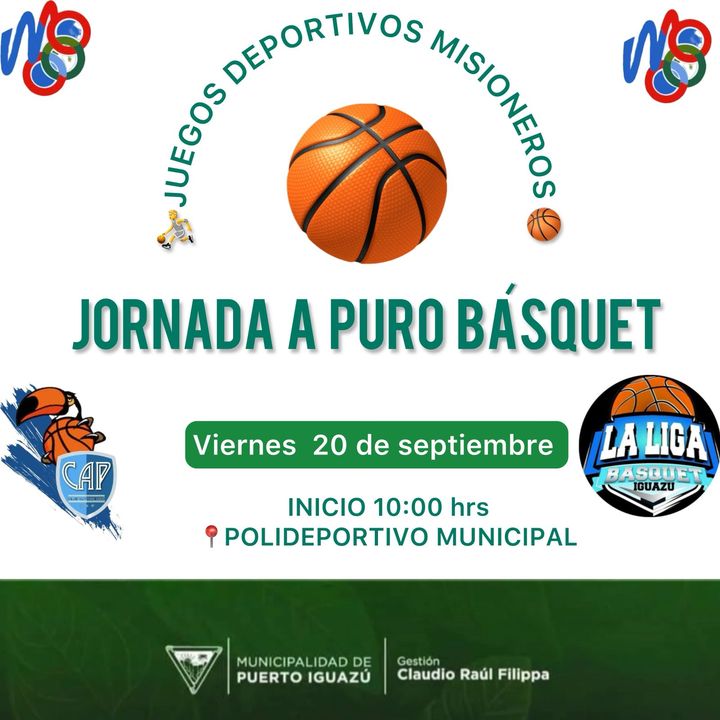 JUEGOS DEPORTIVOS MISIONEROS
JORNADA A PURO BÁSQUET
CAP
LA LIGA
BASQUET
IGUAZÚ
Viernes 20 de septiembre
INICIO 10:00 hrs
POLIDEPORTIVO MUNICIPAL
MUNICIPALIDAD DE
PUERTO IGUAZÚ
Gestión
Claudio Raúl Filippa